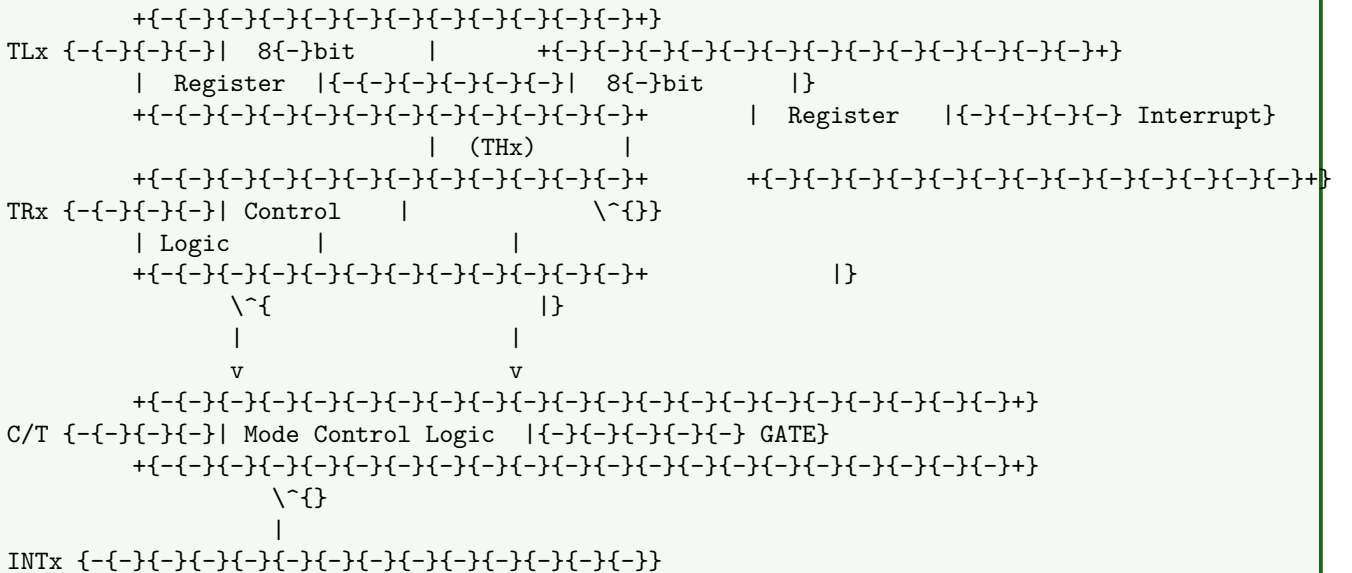 +{-{-}{-}{-}{-}{-}{-}{-}{-}{-}{-}{-}+}
TLx {-{-}{-}{-}| 8{-}bit | +{-}{-}{-}{-}{-}{-}{-}{-}{-}{-}{-}{-}{-}+}
| Register |{-{-}{-}{-}{-}{-}| 8{-}bit |}
+{-{-}{-}{-}{-}{-}{-}{-}{-}{-}{-}{-}+ | Register |{-}{-}{-}{-} Interrupt}
| (THx) |
+{-{-}{-}{-}{-}{-}{-}{-}{-}{-}{-}{-}+ +{-}{-}{-}{-}{-}{-}{-}{-}{-}{-}{-}{-}{-}+}
TRx {-{-}{-}{-}| Control | \^{}}
| Logic | |
+{-{-}{-}{-}{-}{-}{-}{-}{-}{-}{-}{-}+ |}
\^{ |}
| |
v v
+{-{-}{-}{-}{-}{-}{-}{-}{-}{-}{-}{-}{-}{-}{-}{-}{-}{-}{-}{-}{-}+}
C/T {-{-}{-}{-}| Mode Control Logic |{-}{-}{-}{-}{-} GATE}
+{-{-}{-}{-}{-}{-}{-}{-}{-}{-}{-}{-}{-}{-}{-}{-}{-}{-}{-}{-}{-}+}
\^{}
|
INTx {-{-}{-}{-}{-}{-}{-}{-}{-}{-}{-}{-}{-}}